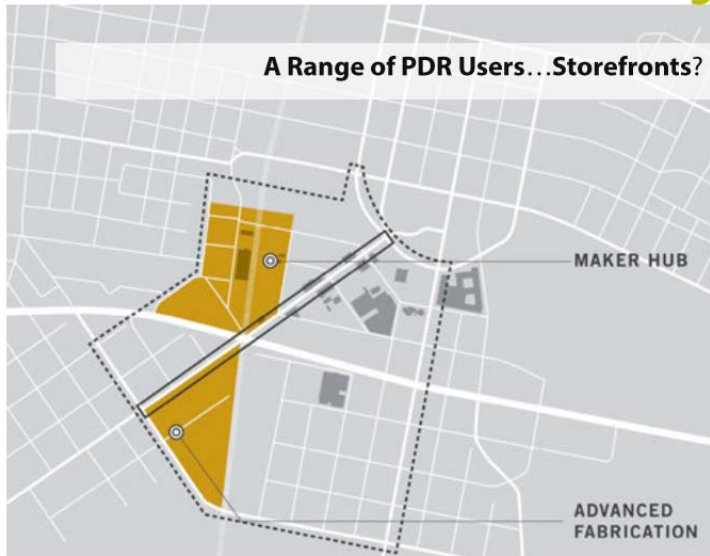 A Range of PDR Users...Storefronts?
MAKER HUB
ADVANCED
FABRICATION